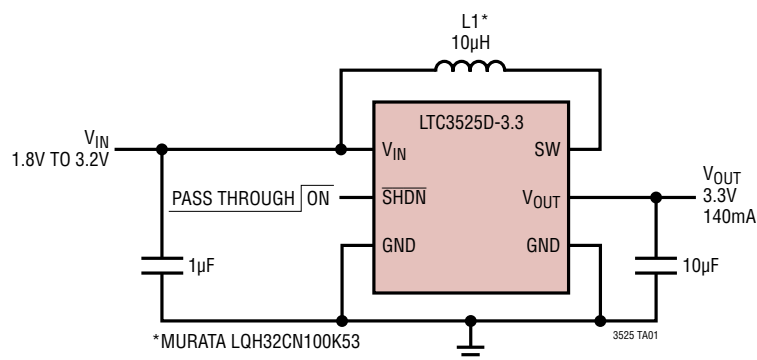 L1*
10µH
LTC3525D-3.3
VIN
1.8V TO 3.2V
VIN
SW
PASS THROUGH ON
SHDN
VOUT
VOUT
3.3V
140mA
GND
GND
1µF
10µF
*MURATA LQH32CN100K53
3525 TA01